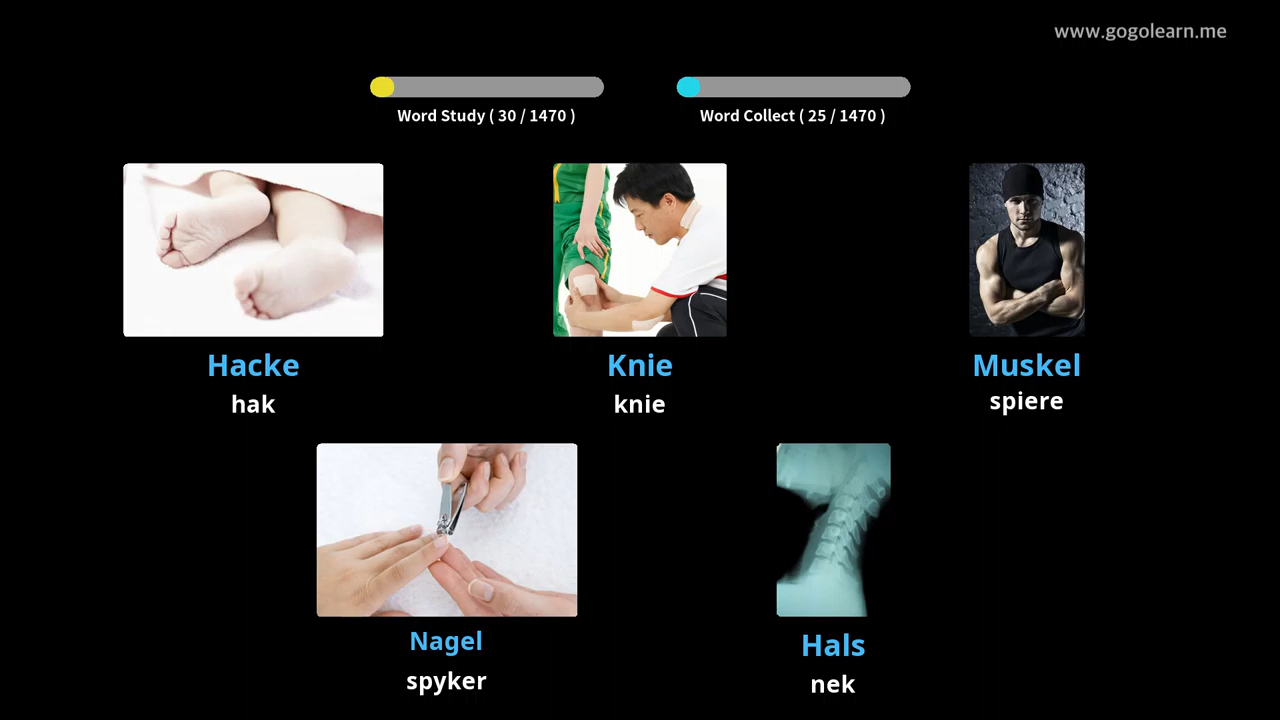 www.gogolearn.me
Word Study ( 30 / 1470 )
Word Collect ( 25 / 1470 )
Hacke
hak
Knie
knie
Muskel
spiere
Nagel
spyker
Hals
nek